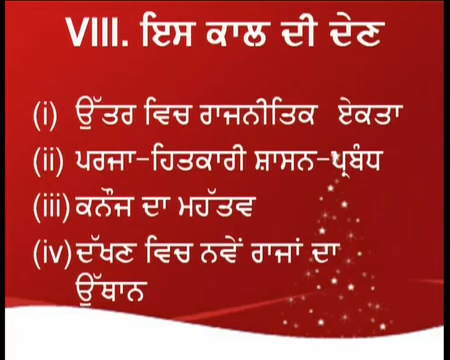 VIII. ਇਸ ਕਾਲ ਦੀ ਦੇਣ
(i) ਉੱਤਰ ਵਿਚ ਰਾਜਨੀਤਿਕ ਏਕਤਾ
(ii) ਪਰਜਾ-ਹਿਤਕਾਰੀ ਸ਼ਾਸਨ-ਪ੍ਰਬੰਧ
(iii) ਕਨੌਜ ਦਾ ਮਹੱਤਵ
(iv) ਦੱਖਣ ਵਿਚ ਨਵੇਂ ਰਾਜਾਂ ਦਾ
ਉੱਥਾਨ